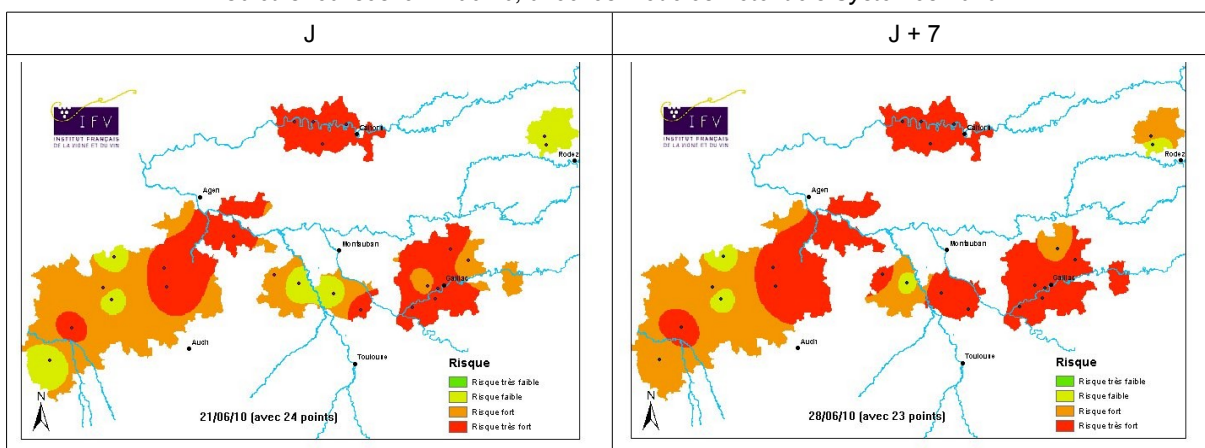 J
J + 7
IFV
INSTITUT FRANÇAIS
DE LA VIGNE ET DU VIN
Cahors
Rodez
Agen
Montauban
Gaillac
Auch
Toulouse
N
21/06/10 (avec 24 points)
Risque
Risque très faible
Risque faible
Risque fort
Risque très fort
IFV
INSTITUT FRANÇAIS
DE LA VIGNE ET DU VIN
Cahors
Rodez
Agen
Montauban
Gaillac
Auch
Toulouse
N
28/06/10 (avec 23 points)
Risque
Risque très faible
Risque faible
Risque fort
Risque très fort